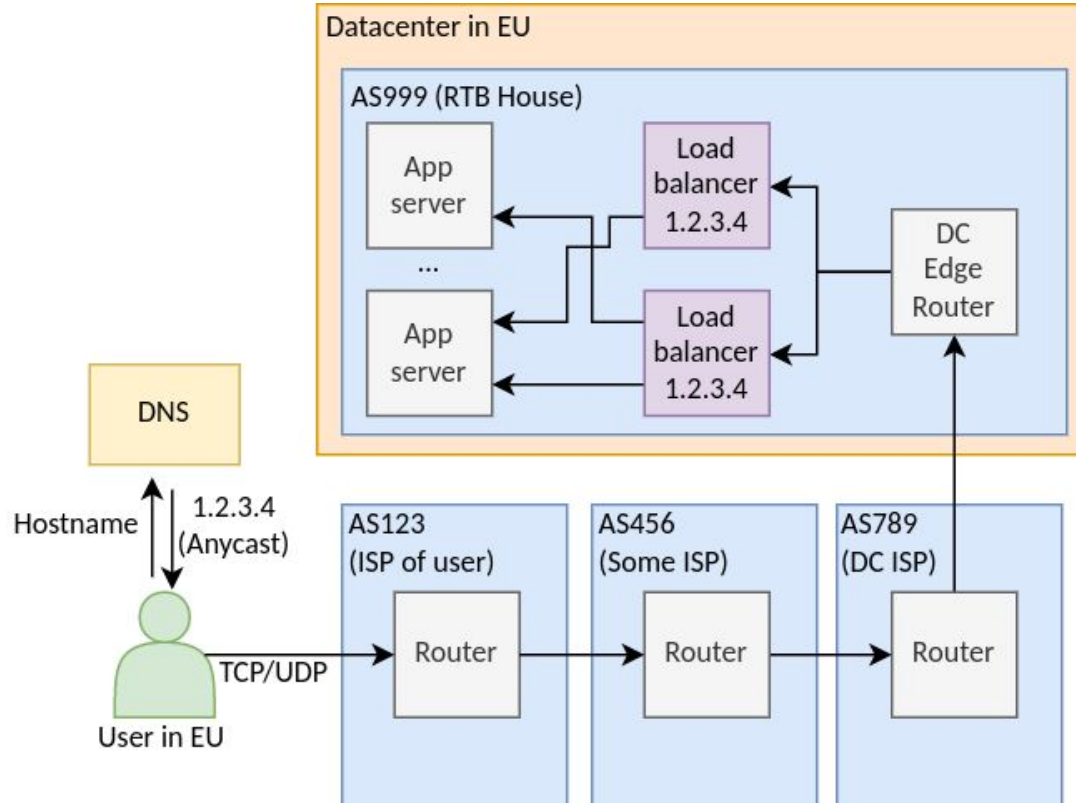 Datacenter in EU
AS999 (RTB House)
App
server
...
App
server
Load
balancer
1.2.3.4
Load
balancer
1.2.3.4
DC
Edge
Router
DNS
Hostname
1.2.3.4
(Anycast)
User in EU
TCP/UDP
AS123
(ISP of user)
Router
AS456
(Some ISP)
Router
AS789
(DC ISP)
Router